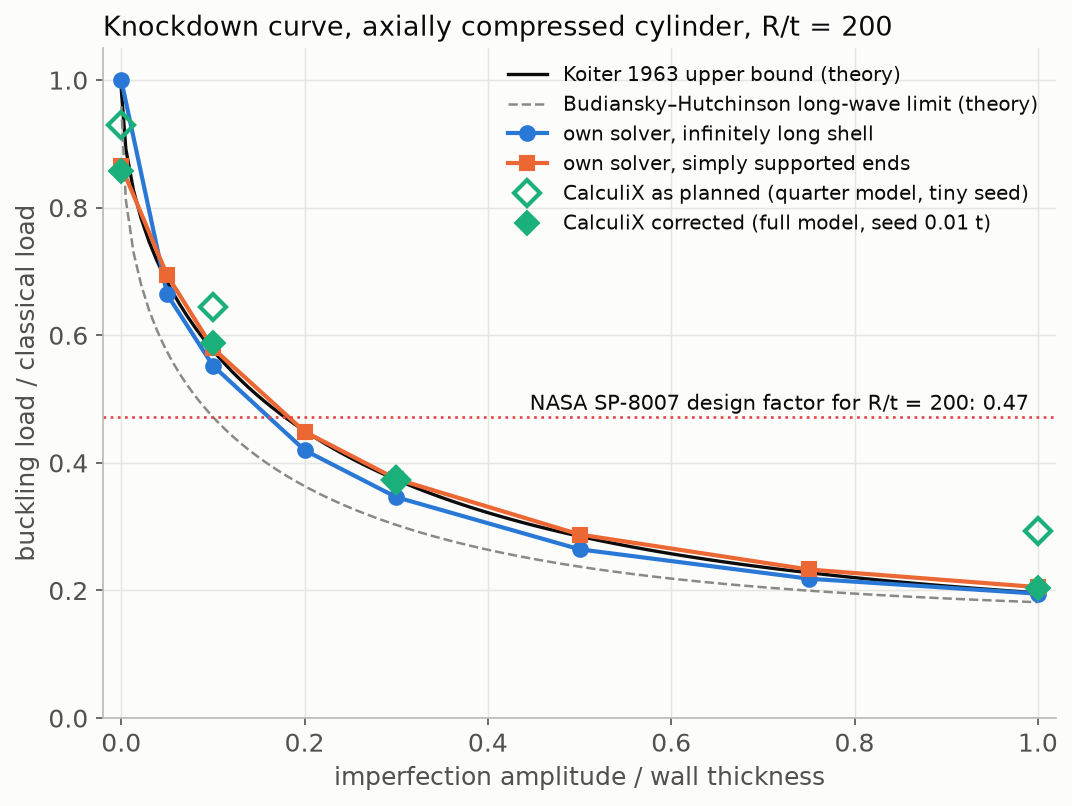 Knockdown curve, axially compressed cylinder, R/t = 200
Koiter 1963 upper bound (theory)
Budiansky–Hutchinson long-wave limit (theory)
own solver, infinitely long shell
own solver, simply supported ends
CalculiX as planned (quarter model, tiny seed)
CalculiX corrected (full model, seed 0.01 t)
NASA SP-8007 design factor for R/t = 200: 0.47
buckling load / classical load
1.0
0.8
0.6
0.4
0.2
0.0
0.0 0.2 0.4 0.6 0.8 1.0
imperfection amplitude / wall thickness